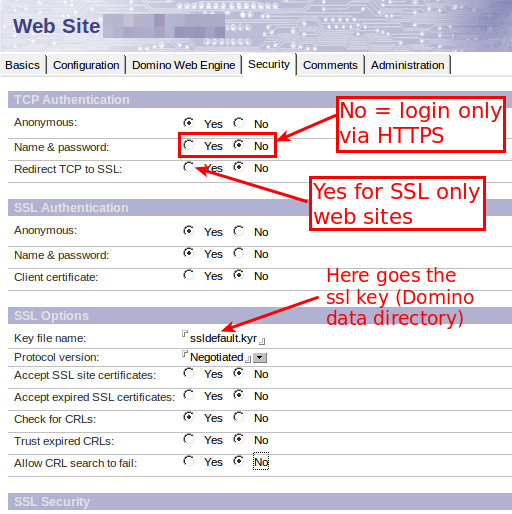 Web Site
Basics Configuration Domino Web Engine Security Comments Administration
TCP Authentication
Anonymous: Yes No
Name & password: Yes No
Redirect TCP to SSL: Yes No
No = login only
via HTTPS
Yes for SSL only
web sites
SSL Authentication
Anonymous: Yes No
Name & password: Yes No
Client certificate: Yes No
Here goes the
ssl key (Domino
data directory)
SSL Options
Key file name: ssldefault.kyr
Protocol version: Negotiated
Accept SSL site certificates: Yes No
Accept expired SSL certificates: Yes No
Check for CRLs: Yes No
Trust expired CRLs: Yes No
Allow CRL search to fail: Yes No
SSL Security